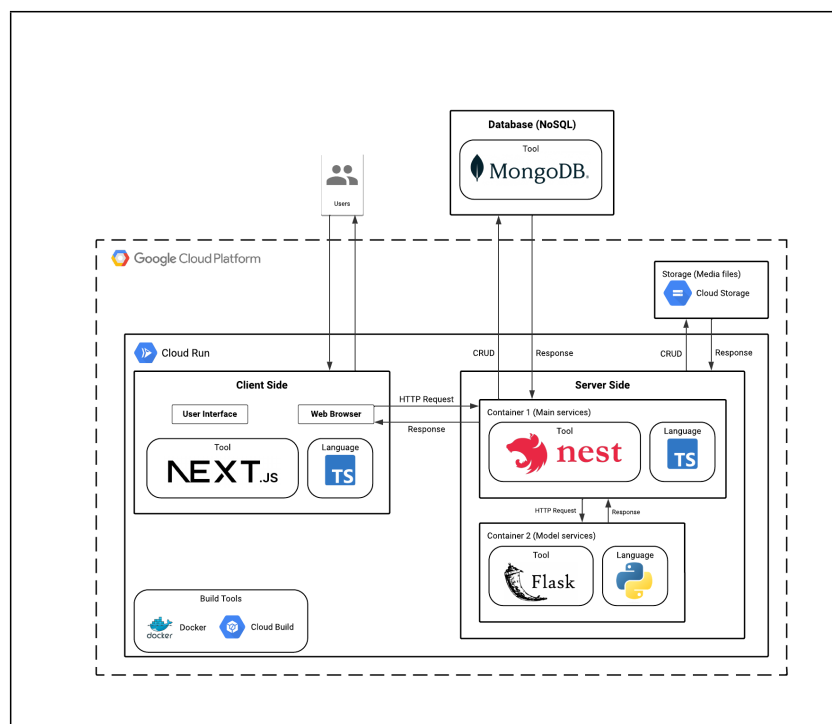 Database (NoSQL)
Tool
MongoDB.
Users
Google Cloud Platform
Storage (Media files)
Cloud Storage
Cloud Run
CRUD
Response
CRUD
Response
Client Side
User Interface
Web Browser
Tool
NEXT.JS
Language
TS
HTTP Request
Response
Server Side
Container 1 (Main services)
Tool
nest
Language
TS
HTTP Request
Response
Container 2 (Model services)
Tool
Flask
Language
Build Tools
docker
Docker
Cloud Build